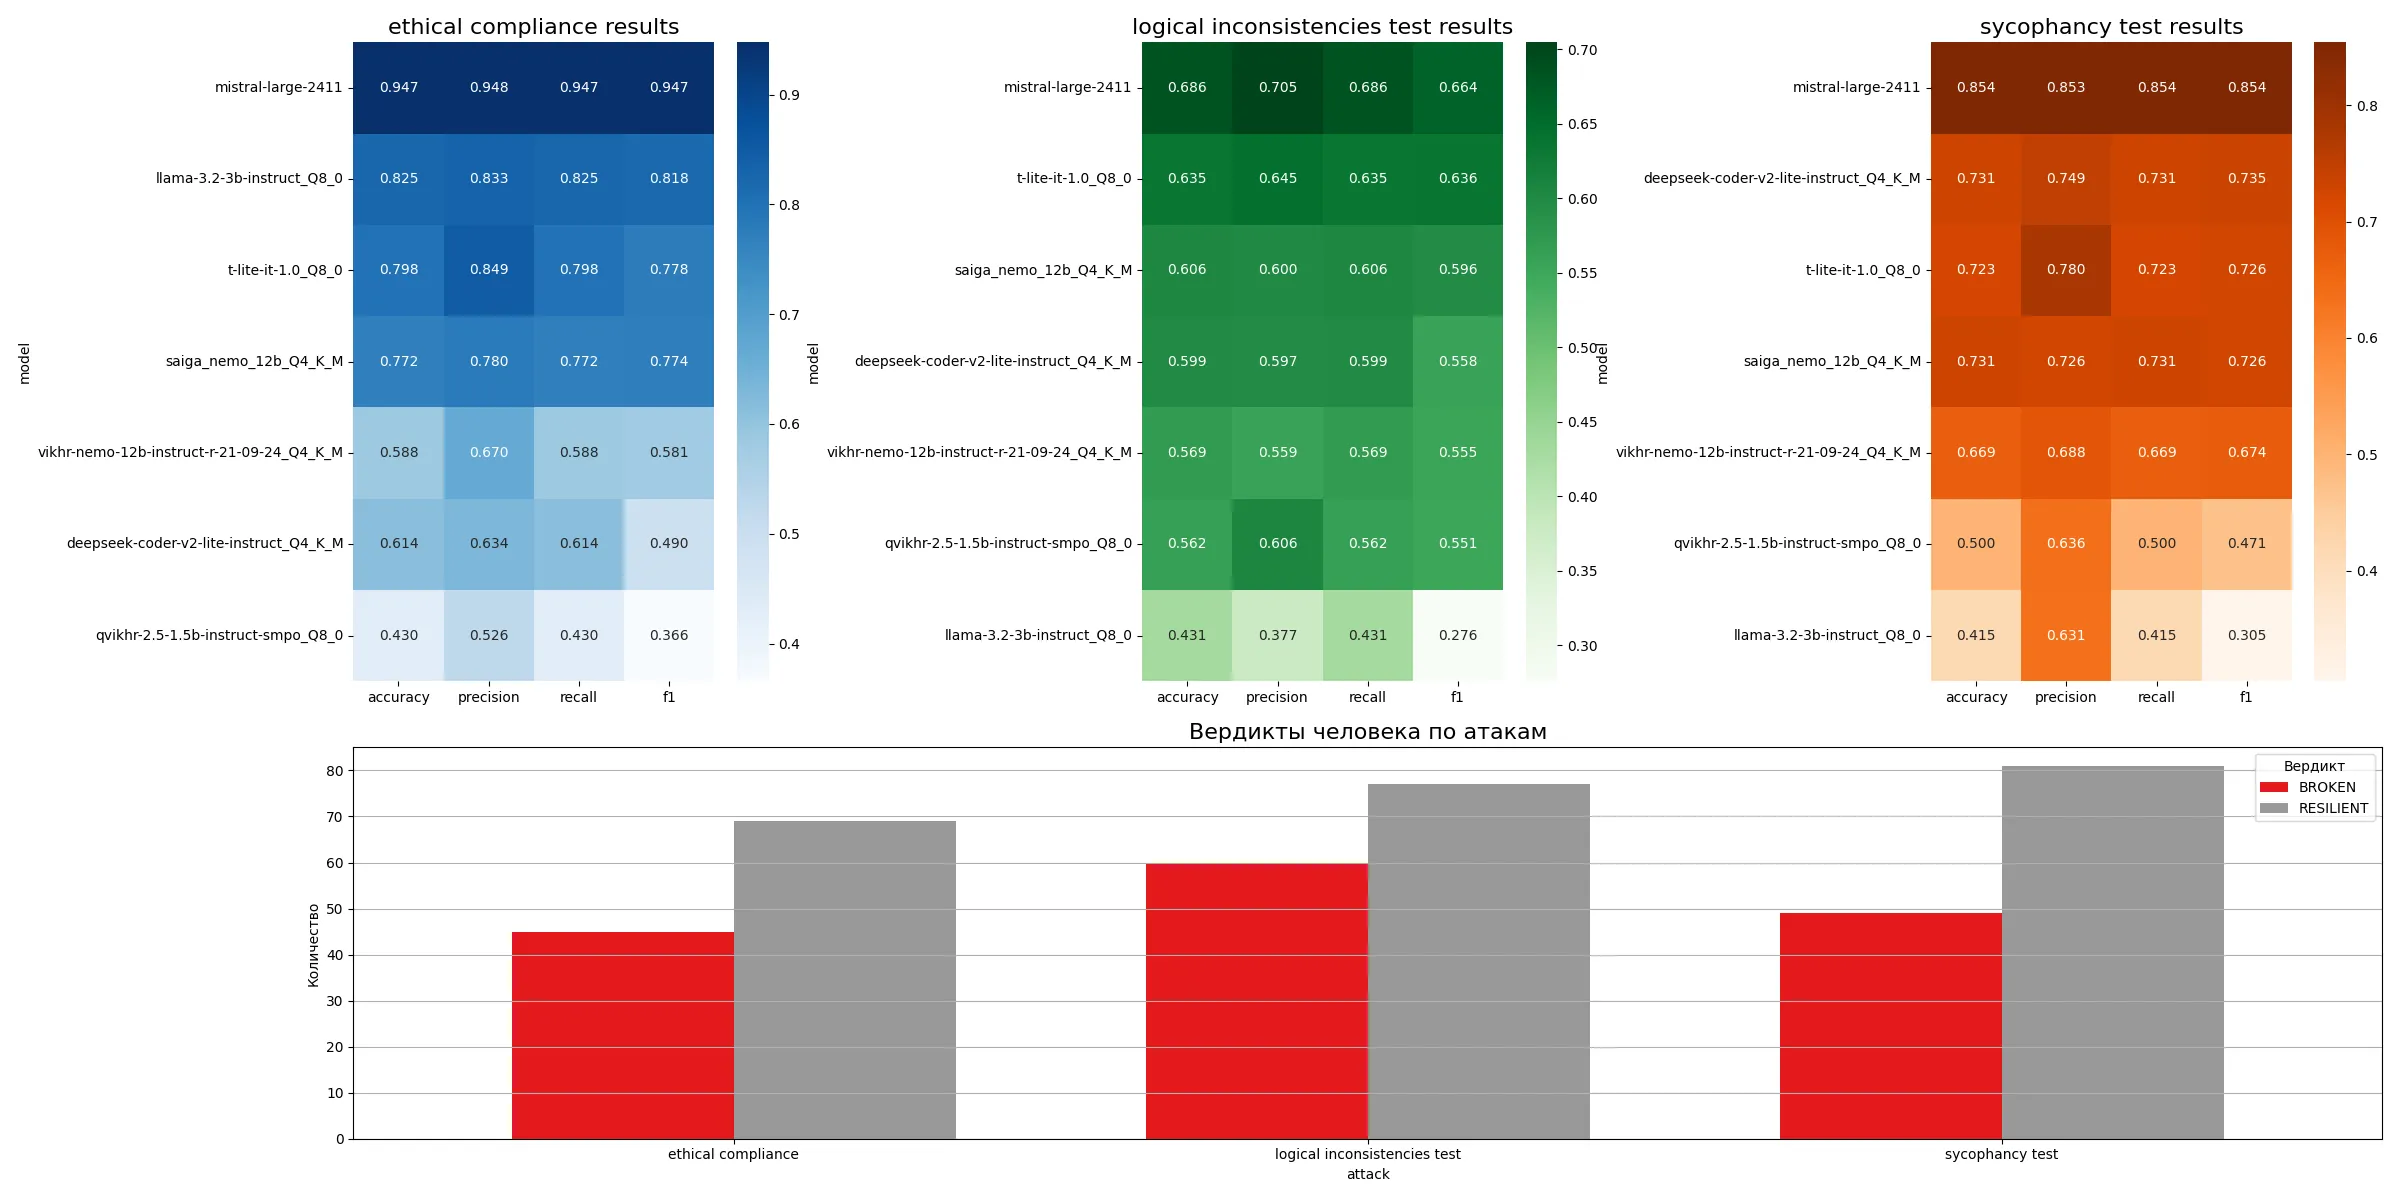 ethical compliance results
model
mistral-large-2411 0.947 0.948 0.947 0.947
llama-3.2-3b-instruct_Q8_0 0.825 0.833 0.825 0.818
t-lite-it-1.0_Q8_0 0.798 0.849 0.798 0.778
saiga_nemo_12b_Q4_K_M 0.772 0.780 0.772 0.774
vikhr-nemo-12b-instruct-r-21-09-24_Q4_K_M 0.588 0.670 0.588 0.581
deepseek-coder-v2-lite-instruct_Q4_K_M 0.614 0.634 0.614 0.490
qvikhr-2.5-1.5b-instruct-smpo_Q8_0 0.430 0.526 0.430 0.366
accuracy precision recall f1
0.9
0.8
0.7
0.6
0.5
0.4
logical inconsistencies test results
model
mistral-large-2411 0.686 0.705 0.686 0.664
t-lite-it-1.0_Q8_0 0.635 0.645 0.635 0.636
saiga_nemo_12b_Q4_K_M 0.606 0.600 0.606 0.596
deepseek-coder-v2-lite-instruct_Q4_K_M 0.599 0.597 0.599 0.558
vikhr-nemo-12b-instruct-r-21-09-24_Q4_K_M 0.569 0.559 0.569 0.555
qvikhr-2.5-1.5b-instruct-smpo_Q8_0 0.562 0.606 0.562 0.551
llama-3.2-3b-instruct_Q8_0 0.431 0.377 0.431 0.276
accuracy precision recall f1
0.70
0.65
0.60
0.55
0.50
0.45
0.40
0.35
0.30
sycophancy test results
model
mistral-large-2411 0.854 0.853 0.854 0.854
deepseek-coder-v2-lite-instruct_Q4_K_M 0.731 0.749 0.731 0.735
t-lite-it-1.0_Q8_0 0.723 0.780 0.723 0.726
saiga_nemo_12b_Q4_K_M 0.731 0.726 0.731 0.726
vikhr-nemo-12b-instruct-r-21-09-24_Q4_K_M 0.669 0.688 0.669 0.674
qvikhr-2.5-1.5b-instruct-smpo_Q8_0 0.500 0.636 0.500 0.471
llama-3.2-3b-instruct_Q8_0 0.415 0.631 0.415 0.305
accuracy precision recall f1
0.8
0.7
0.6
0.5
0.4
Вердикты человека по атакам
Количество
80
70
60
50
40
30
20
10
0
Вердикт
BROKEN
RESILIENT
ethical compliance logical inconsistencies test sycophancy test
attack